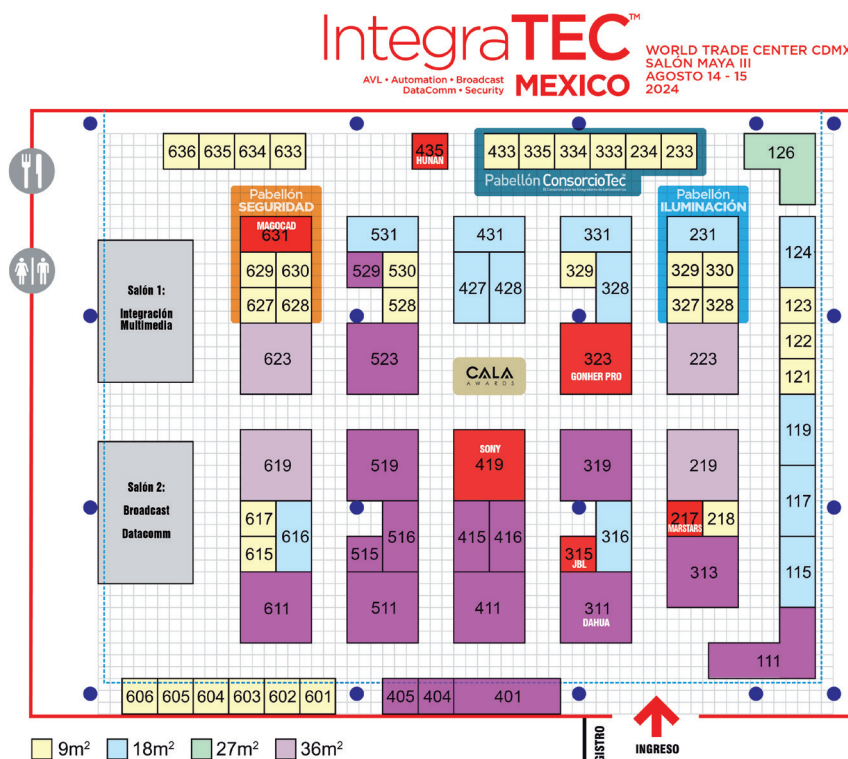 IntegraTEC™
MEXICO
AVL • Automation • Broadcast
DataComm • Security
WORLD TRADE CENTER CDMX
SALÓN MAYA III
AGOSTO 14 - 15
2024
636 635 634 633
435
HUNAN
433 335 334 333 234 233
Pabellón ConsorcioTec
126
Pabellón
SEGURIDAD
Pabellón
ILUMINACIÓN
MAGOCAD
631
531
431
331
231
124
629 630
529 530
427 428
329
328
329 330
627 628
528
327 328
123
122
121
Salón 1:
Integración
Multimedia
623
523
CALA
AWARDS
323
GONHER PRO
223
119
619
519
SONY
419
319
219
Salón 2:
Broadcast
Datacomm
617
616
615
516
515
415 416
316
315
JBL
217
MARSTARS
218
117
313
115
611
511
411
311
DAHUA
111
606 605 604 603 602 601
405 404 401
INGRESO
9m² 18m² 27m² 36m²